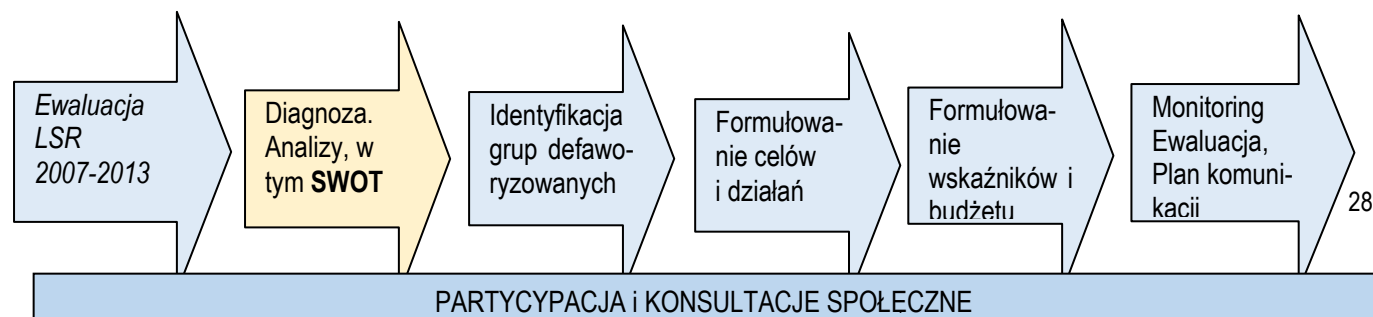 Ewaluacja
LSR
2007-2013
Diagnoza.
Analizy, w
tym SWOT
Identyfikacja
grup defawo-
ryzowanych
Formułowa-
nie celów
i działań
Formułowa-
nie
wskaźników i
budżetu
Monitoring
Ewaluacja,
Plan komuni-
kacji
28
PARTYCYPACJA i KONSULTACJE SPOŁECZNE